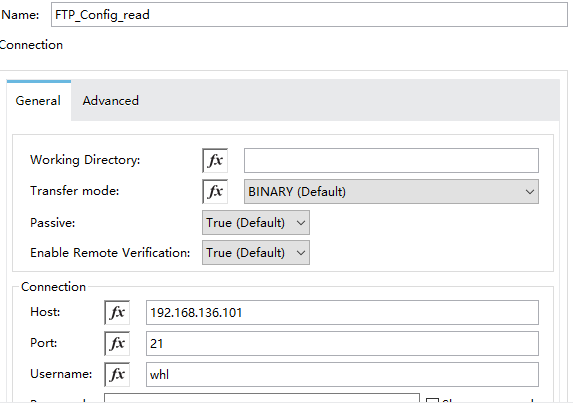 Name: FTP_Config_read
Connection
General Advanced
Working Directory: fx
Transfer mode: fx BINARY (Default)
Passive: True (Default)
Enable Remote Verification: True (Default)
Connection
Host: fx 192.168.136.101
Port: fx 21
Username: fx whl